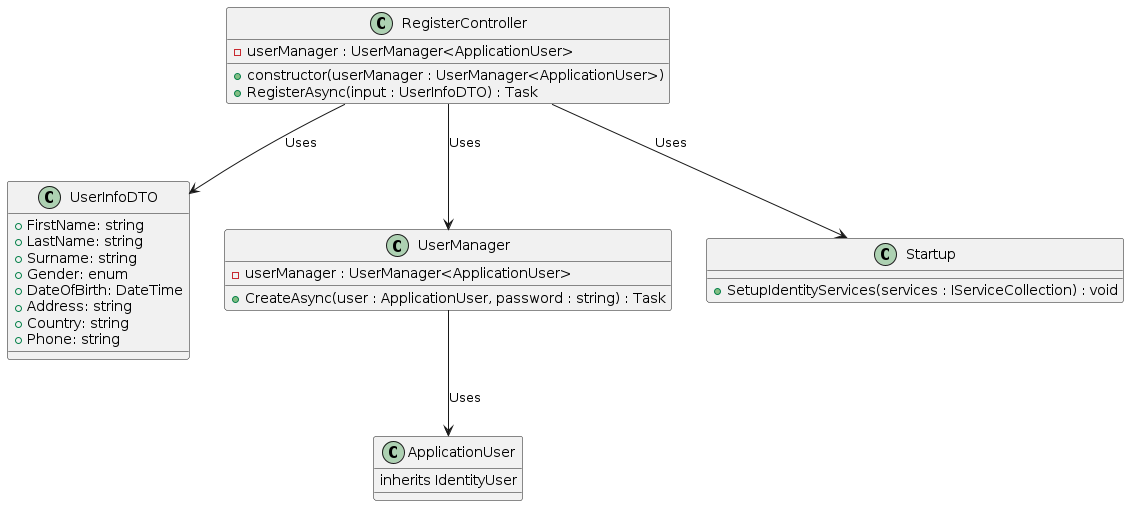 C RegisterController
userManager : UserManager<ApplicationUser>
constructor(userManager : UserManager<ApplicationUser>)
RegisterAsync(input : UserInfoDTO) : Task
Uses
Uses
Uses
C UserInfoDTO
FirstName: string
LastName: string
Surname: string
Gender: enum
DateOfBirth: DateTime
Address: string
Country: string
Phone: string
C UserManager
userManager : UserManager<ApplicationUser>
CreateAsync(user : ApplicationUser, password : string) : Task
C Startup
SetupIdentityServices(services : IServiceCollection) : void
Uses
C ApplicationUser
inherits IdentityUser